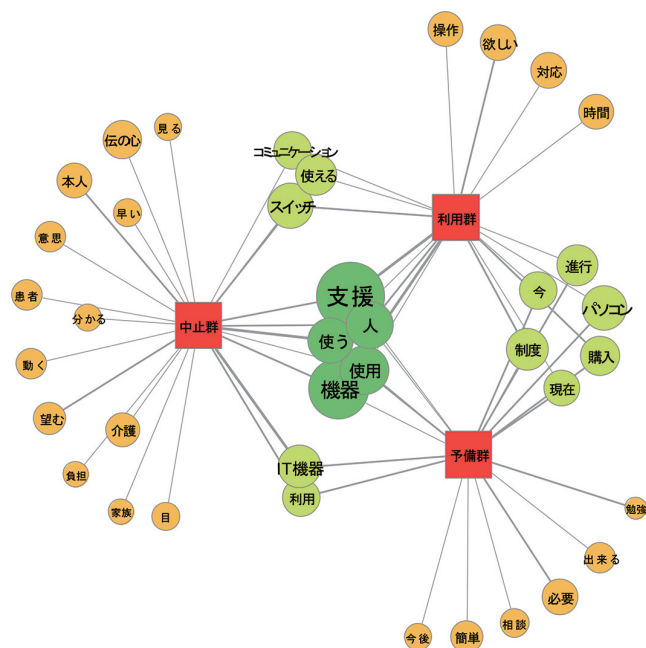 操作
欲しい
対応
時間
見る
伝の心
本人
早い
意思
患者
分かる
動く
望む
介護
負担
家族
目
中止群
コミュニケーション
使える
スイッチ
利用群
支援
人
使う
使用
機器
進行
今
パソコン
制度
購入
現在
予備群
IT機器
利用
勉強
出来る
必要
相談
簡単
今後